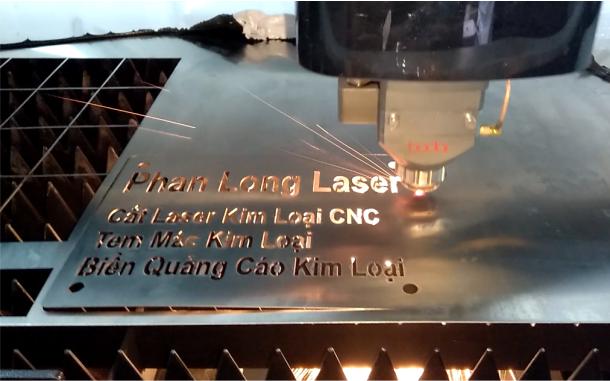 Phan Long Laser
Cắt Laser Kim Loại CNC
Tem Mác Kim Loại
Biển Quảng Cáo Kim Loại